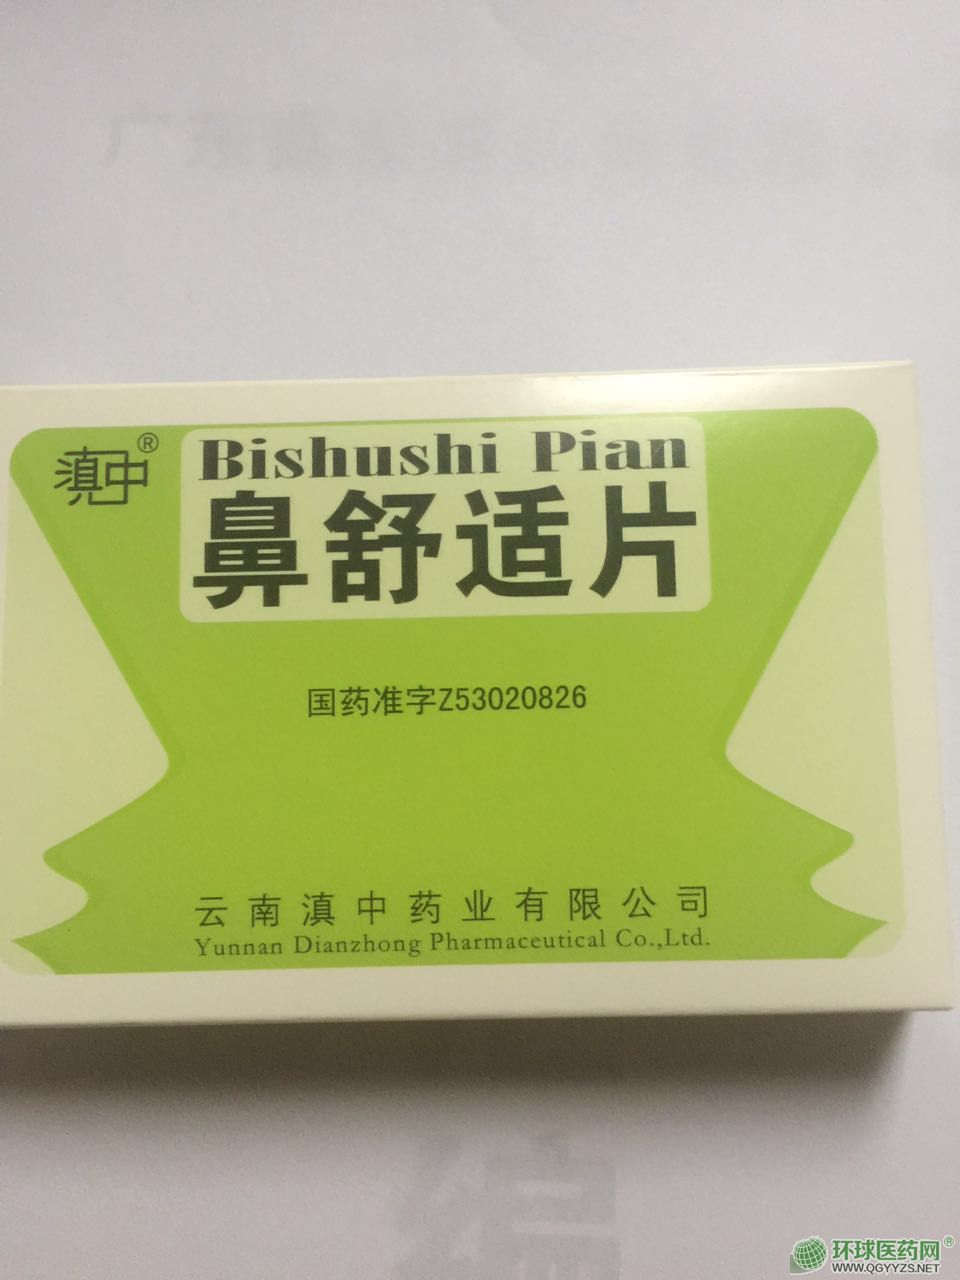 滇中®
Bishushi Pian
鼻舒适片
国药准字Z53020826
云南滇中药业有限公司
Yunnan Dianzhong Pharmaceutical Co.,Ltd.
环球医药网®
WWW.QGYYZS.NET